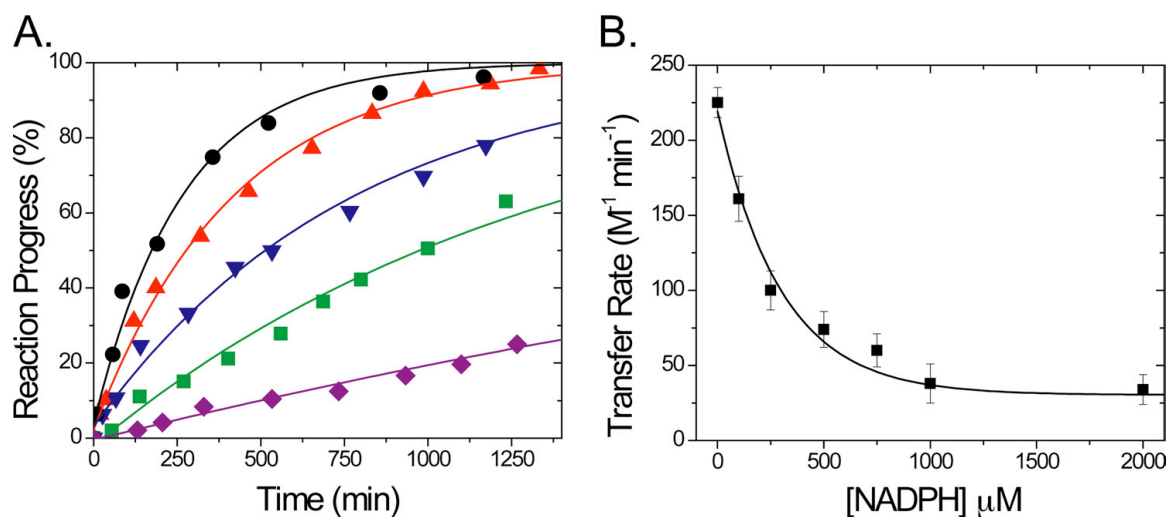 A.
Reaction Progress (%)
100
80
60
40
20
0
0 250 500 750 1000 1250
Time (min)
B.
Transfer Rate (M⁻¹ min⁻¹)
250
225
150
100
50
0
0 500 1000 1500 2000
[NADPH] μM